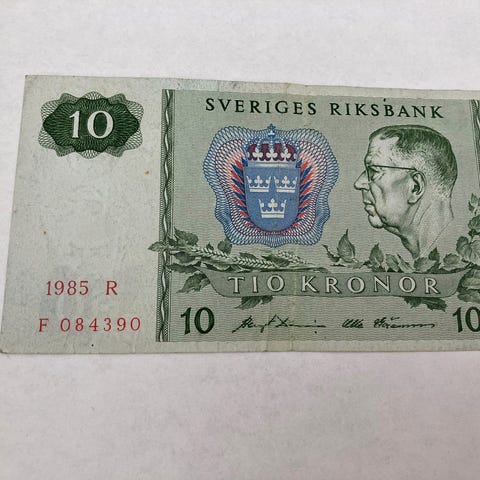 10
SVERIGES RIKSBANK
TIO KRONOR
1985 R
F 084390
10
10